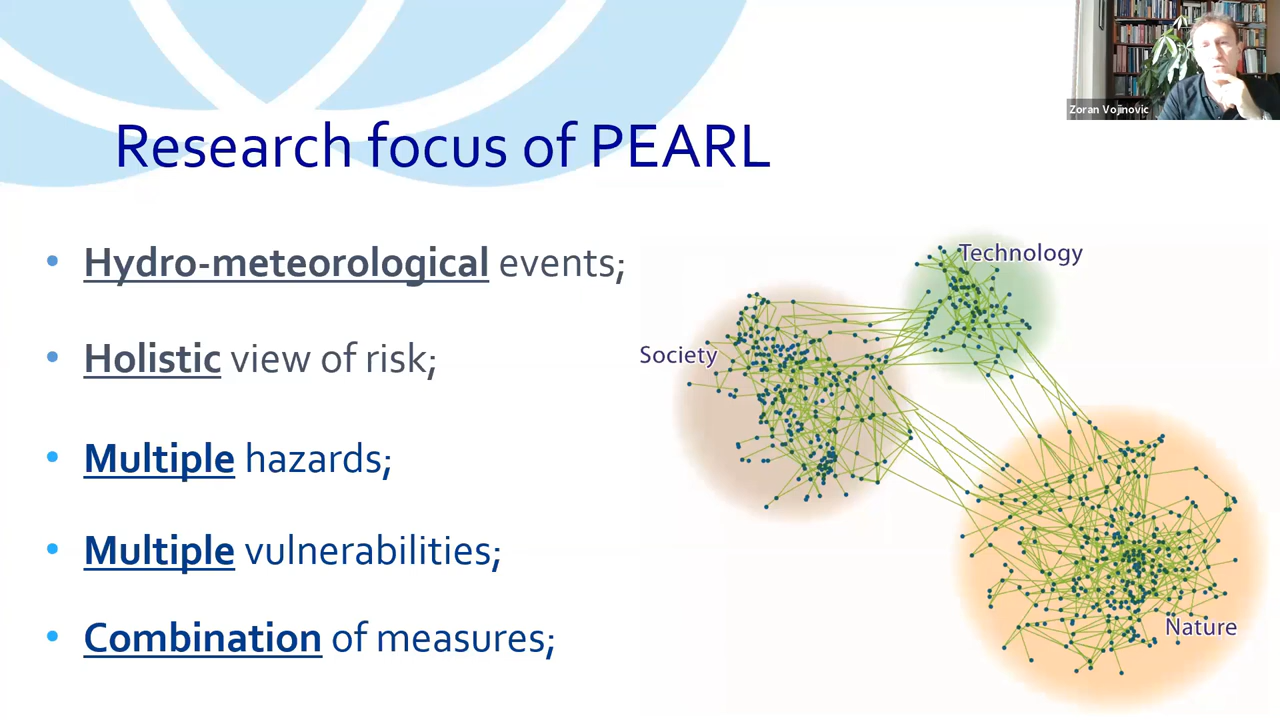 Zoran Vojinovic
Research focus of PEARL
• Hydro-meteorological events;
• Holistic view of risk;
• Multiple hazards;
• Multiple vulnerabilities;
• Combination of measures;
Technology
Society
Nature